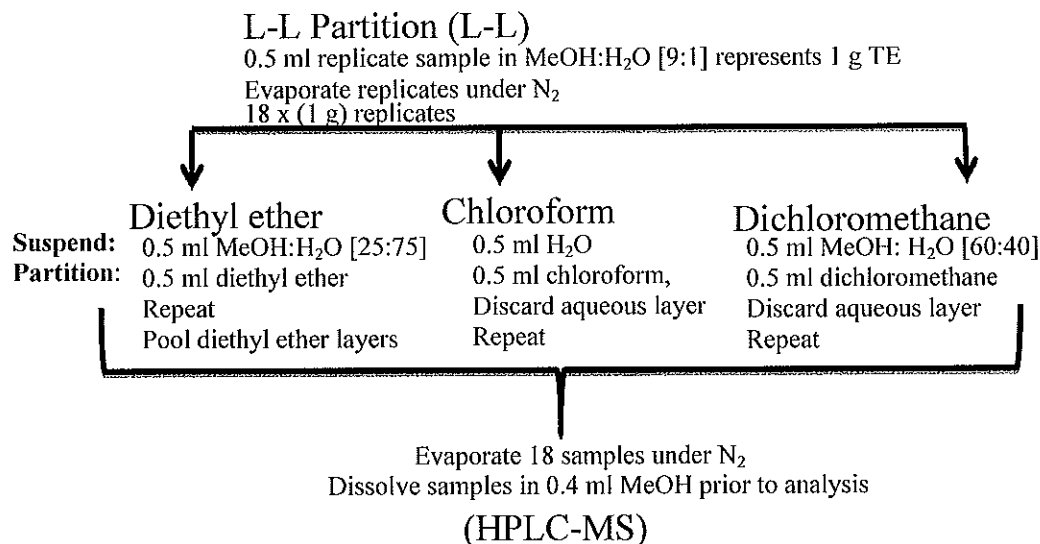 L-L Partition (L-L)
0.5 ml replicate sample in MeOH:H₂O [9:1] represents 1 g TE
Evaporate replicates under N₂
18 x (1 g) replicates
Diethyl ether
Chloroform
Dichloromethane
Suspend: 0.5 ml MeOH:H₂O [25:75]
Partition: 0.5 ml diethyl ether
Repeat
Pool diethyl ether layers
0.5 ml H₂O
0.5 ml chloroform,
Discard aqueous layer
Repeat
0.5 ml MeOH: H₂O [60:40]
0.5 ml dichloromethane
Discard aqueous layer
Repeat
Evaporate 18 samples under N₂
Dissolve samples in 0.4 ml MeOH prior to analysis
(HPLC-MS)